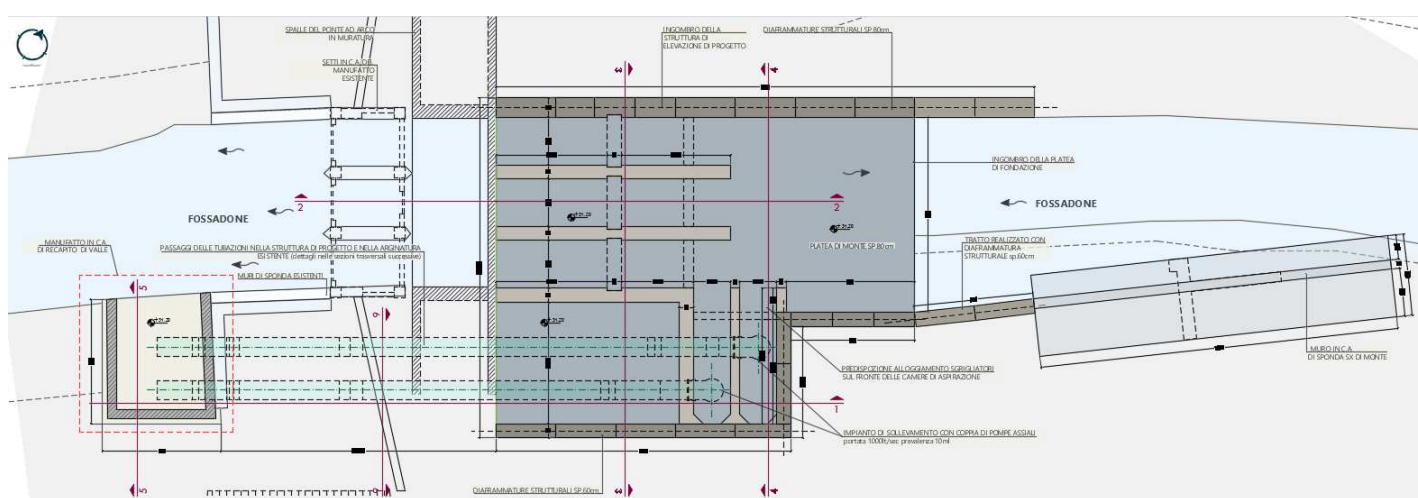 SPALLE DEL PONTE AD ARCO
IN MURATURA
INGOMBRO DELLA
STRUTTURA DI
ELEVAZIONE DI PROGETTO
DIAFRAMMATURE STRUTTURALI SP.80cm
SETTI IN C.A. DEL
MANUFATTO
ESISTENTE
3
4
INGOMBRO DELLA PLATEA
DI FONDAZIONE
2
2
FOSSADONE
FOSSADONE
MANUFATTO IN C.A.
DI RECAPITO DI VALLE
PASSAGGI DELLE TUBAZIONI NELLA STRUTTURA DI PROGETTO E NELLA ARGINATURA
ESISTENTE (dettagli nelle sezioni trasversali successive)
MURI DI SPONDA ESISTENTI
PLATEA DI MONTE SP.80cm
TRATTO REALIZZATO CON
DIAFRAMMATURA
STRUTTURALE sp.60cm
5
MURO IN C.A.
DI SPONDA SX DI MONTE
PREDISPOZIONE ALLOGGIAMENTO SGRIGLIATORI
SUL FRONTE DELLE CAMERE DI ASPIRAZIONE
1
IMPIANTO DI SOLLEVAMENTO CON COPPIA DI POMPE ASSIALI
portata 1000lt/sec prevalenza 10 ml
5
3
4
DIAFRAMMATURE STRUTTURALI SP.60cm